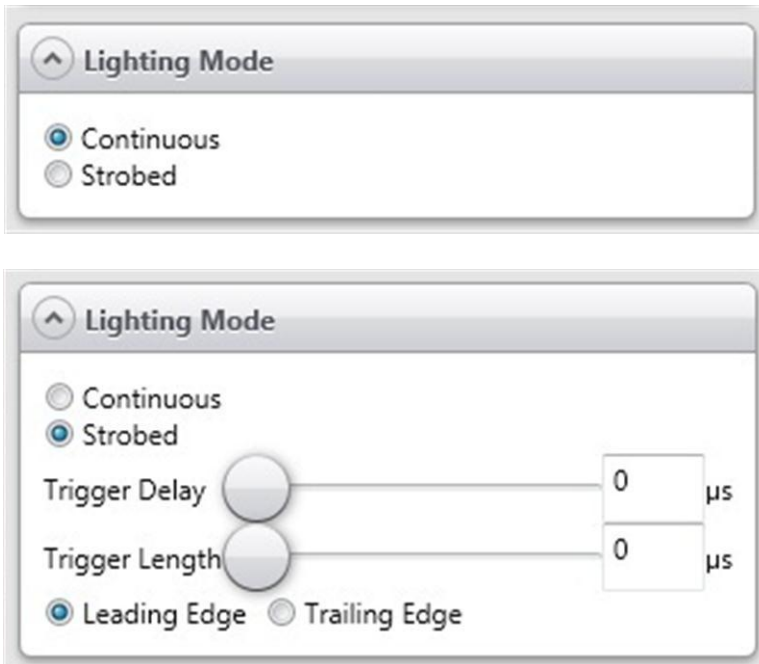 Lighting Mode
Continuous
Strobed
Lighting Mode
Continuous
Strobed
Trigger Delay 0 µs
Trigger Length 0 µs
Leading Edge Trailing Edge